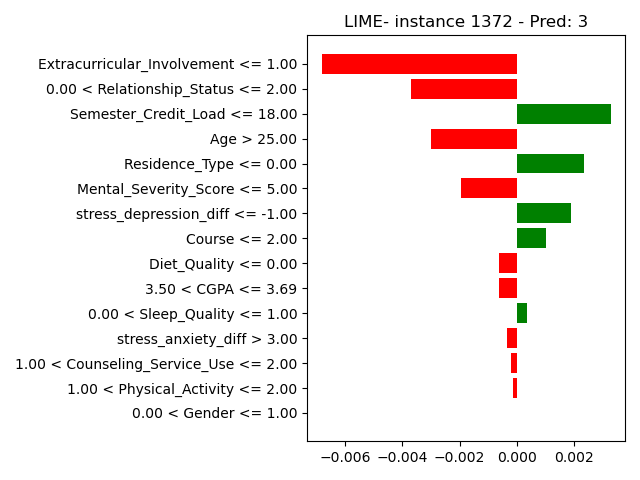 LIME- instance 1372 - Pred: 3
Extracurricular_Involvement <= 1.00
0.00 < Relationship_Status <= 2.00
Semester_Credit_Load <= 18.00
Age > 25.00
Residence_Type <= 0.00
Mental_Severity_Score <= 5.00
stress_depression_diff <= -1.00
Course <= 2.00
Diet_Quality <= 0.00
3.50 < CGPA <= 3.69
0.00 < Sleep_Quality <= 1.00
stress_anxiety_diff > 3.00
1.00 < Counseling_Service_Use <= 2.00
1.00 < Physical_Activity <= 2.00
0.00 < Gender <= 1.00
−0.006 −0.004 −0.002 0.000 0.002